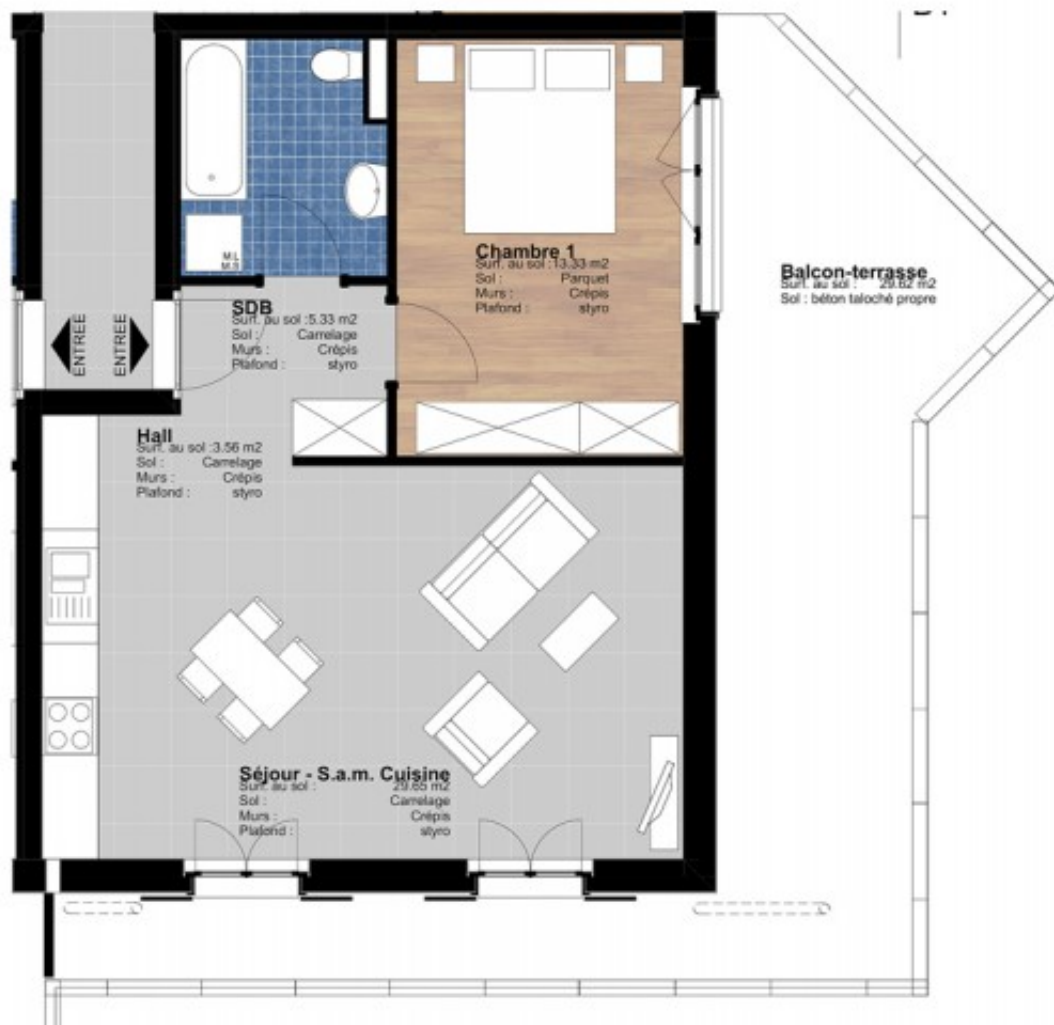 M.L
M.S
Chambre 1
Surf. au sol :13.33 m2
Sol : Parquet
Murs : Crépis
Plafond : styro
Balcon-terrasse
Surf. au sol : 29.62 m2
Sol : béton taloché propre
SDB
Surf. au sol :5.33 m2
Sol : Carrelage
Murs : Crépis
Plafond : styro
ENTREE
ENTREE
Hall
Surf. au sol :3.56 m2
Sol : Carrelage
Murs : Crépis
Plafond : styro
Séjour - S.a.m. Cuisine
Surf. au sol : 29.65 m2
Sol : Carrelage
Murs : Crépis
Plafond : styro